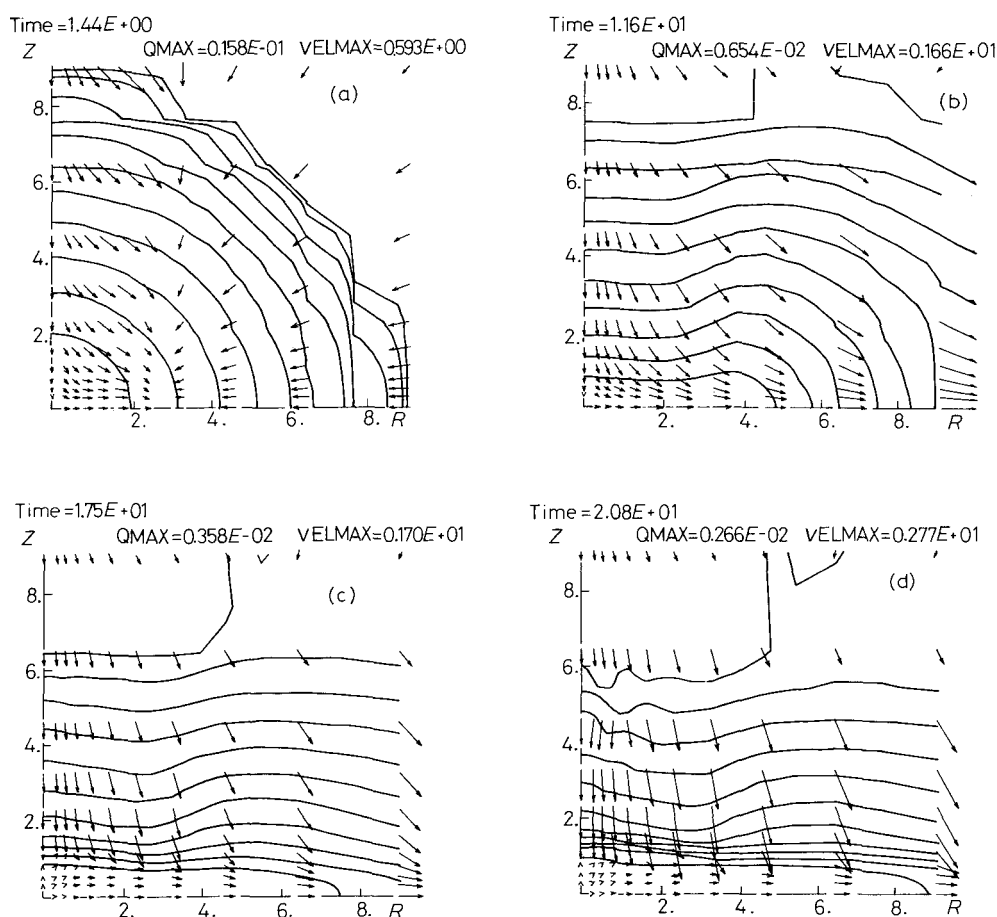 Time =1.44E+00
Z QMAX=0.158E-01 VELMAX=0.593E+00
(a)
8.
6.
4.
2.
2. 4. 6. 8. R
Time = 1.16E+01
Z QMAX=0.654E-02 VELMAX=0.166E+01
(b)
8.
6.
4.
2.
2. 4. 6. 8. R
Time =1.75E+01
Z QMAX=0.358E-02 VELMAX=0.170E+01
(c)
8.
6.
4.
2.
2. 4. 6. 8. R
Time =2.08E+01
Z QMAX=0.266E-02 VELMAX=0.277E+01
(d)
8.
6.
4.
2.
2. 4. 6. 8. R